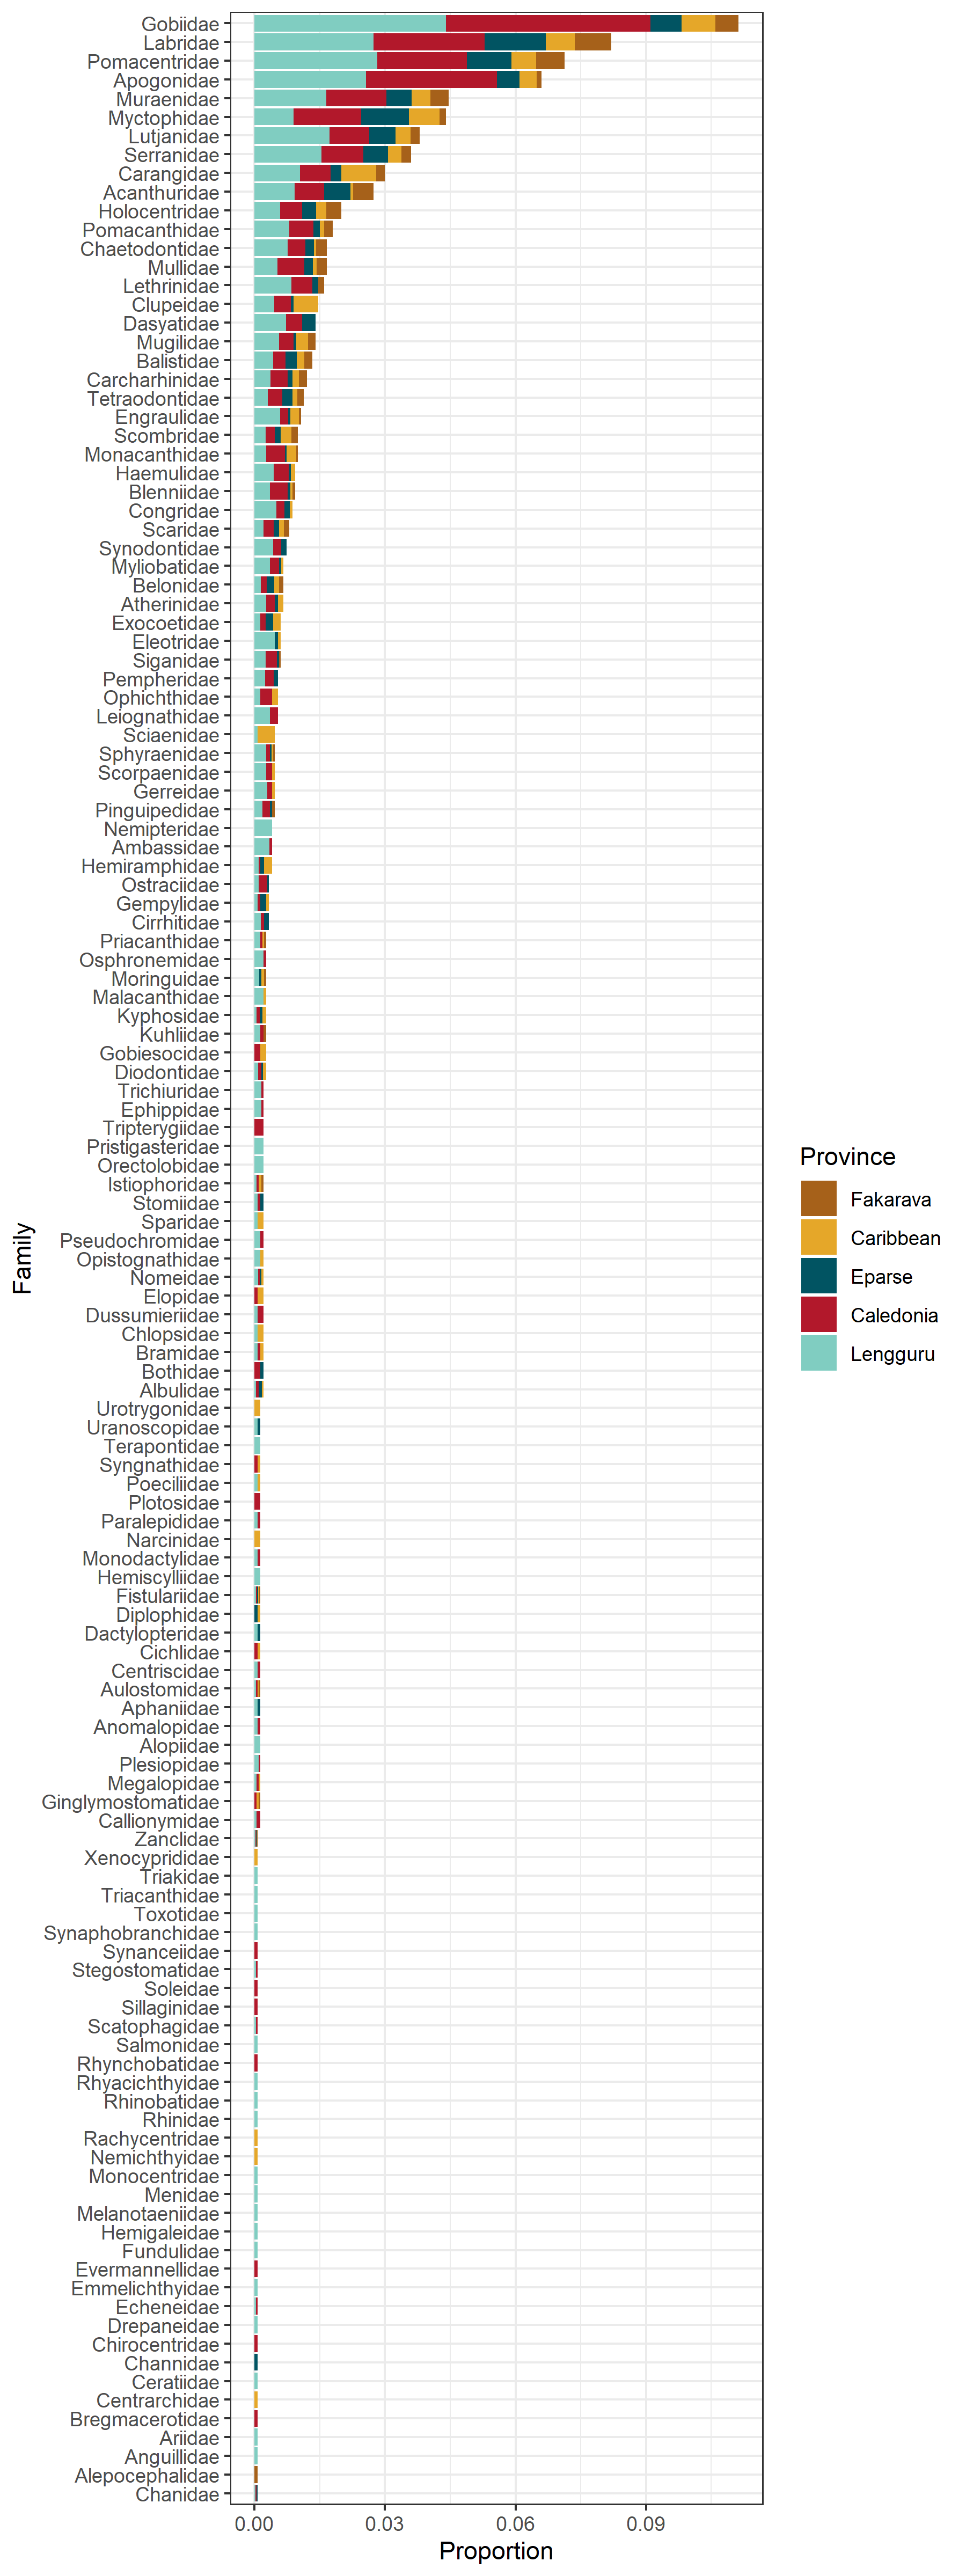 Gobiidae
Labridae
Pomacentridae
Apogonidae
Muraenidae
Myctophidae
Lutjanidae
Serranidae
Carangidae
Acanthuridae
Holocentridae
Pomacanthidae
Chaetodontidae
Mullidae
Lethrinidae
Clupeidae
Dasyatidae
Mugilidae
Balistidae
Carcharhinidae
Tetraodontidae
Engraulidae
Scombridae
Monacanthidae
Haemulidae
Blenniidae
Congridae
Scaridae
Synodontidae
Myliobatidae
Belonidae
Atherinidae
Exocoetidae
Eleotridae
Siganidae
Pempheridae
Ophichthidae
Leiognathidae
Sciaenidae
Sphyraenidae
Scorpaenidae
Gerreidae
Pinguipedidae
Nemipteridae
Ambassidae
Hemiramphidae
Ostraciidae
Gempylidae
Cirrhitidae
Priacanthidae
Osphronemidae
Moringuidae
Malacanthidae
Kyphosidae
Kuhliidae
Gobiesocidae
Diodontidae
Trichiuridae
Ephippidae
Tripterygiidae
Pristigasteridae
Orectolobidae
Istiophoridae
Stomiidae
Sparidae
Pseudochromidae
Opistognathidae
Nomeidae
Elopidae
Dussumieriidae
Chlopsidae
Bramidae
Bothidae
Albulidae
Urotrygonidae
Uranoscopidae
Terapontidae
Syngnathidae
Poeciliidae
Plotosidae
Paralepididae
Narcinidae
Monodactylidae
Hemiscylliidae
Fistulariidae
Diplophidae
Dactylopteridae
Cichlidae
Centriscidae
Aulostomidae
Aphaniidae
Anomalopidae
Alopiidae
Plesiopidae
Megalopidae
Ginglymostomatidae
Callionymidae
Zanclidae
Xenocyprididae
Triakidae
Triacanthidae
Toxotidae
Synaphobranchidae
Synanceiidae
Stegostomatidae
Soleidae
Sillaginidae
Scatophagidae
Salmonidae
Rhynchobatidae
Rhyacichthyidae
Rhinobatidae
Rhinidae
Rachycentridae
Nemichthyidae
Monocentridae
Menidae
Melanotaeniidae
Hemigaleidae
Fundulidae
Evermannellidae
Emmelichthyidae
Echeneidae
Drepaneidae
Chirocentridae
Channidae
Ceratiidae
Centrarchidae
Bregmacerotidae
Ariidae
Anguillidae
Alepocephalidae
Chanidae
0.00 0.03 0.06 0.09
Proportion
Family
Province
Fakarava
Caribbean
Eparse
Caledonia
Lengguru